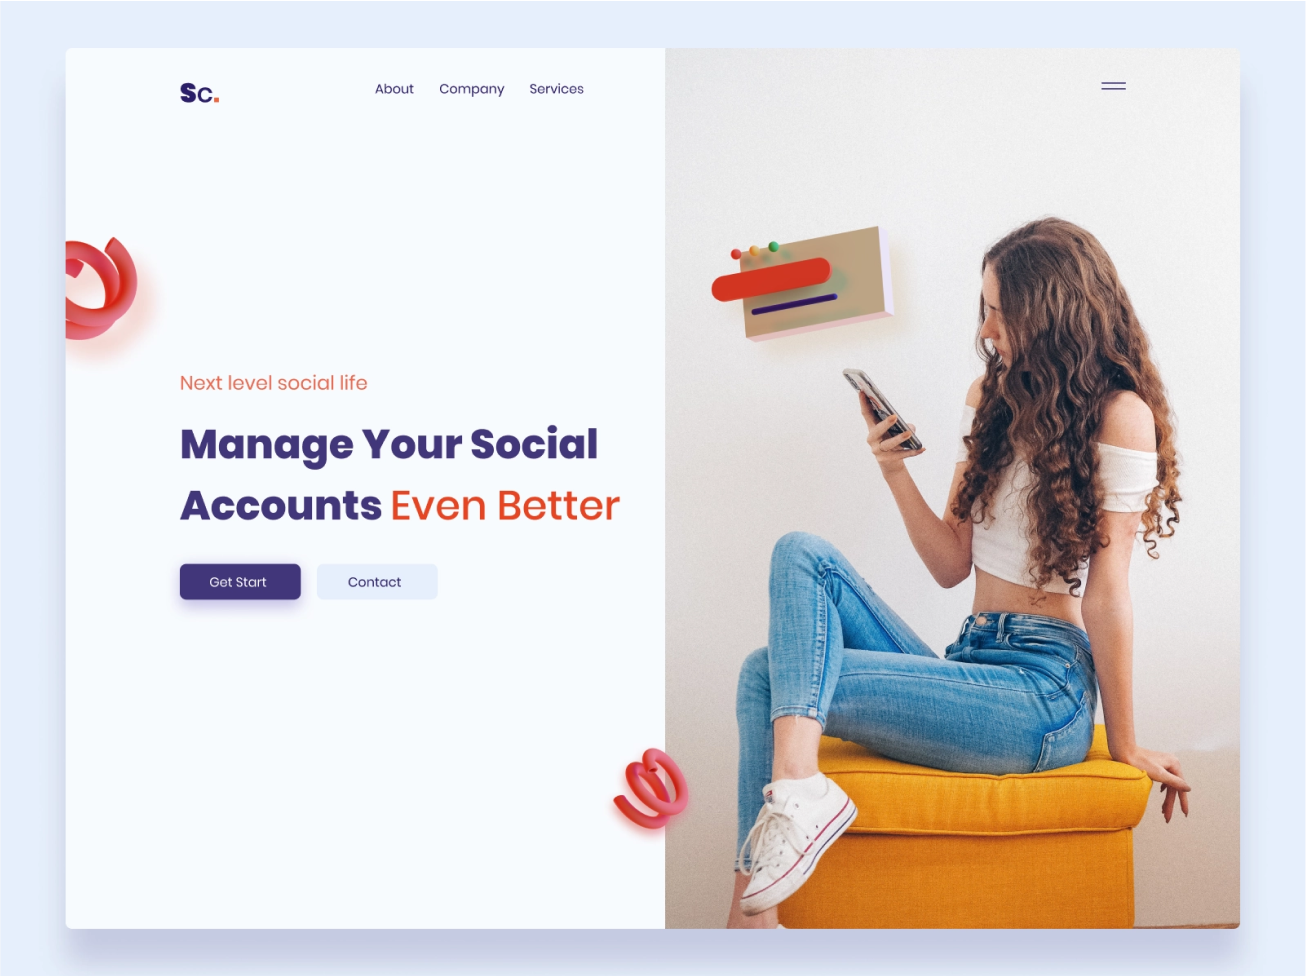 Sc.
About Company Services
Next level social life
Manage Your Social
Accounts Even Better
Get Start Contact